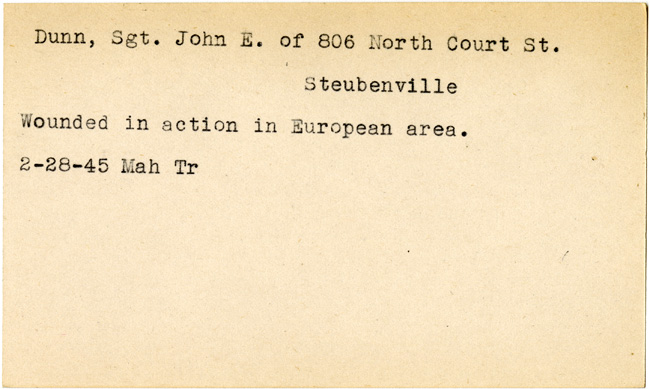 Dunn, Sgt. John E. of 806 North Court St.
Steubenville
Wounded in action in European area.
2-28-45 Mah Tr